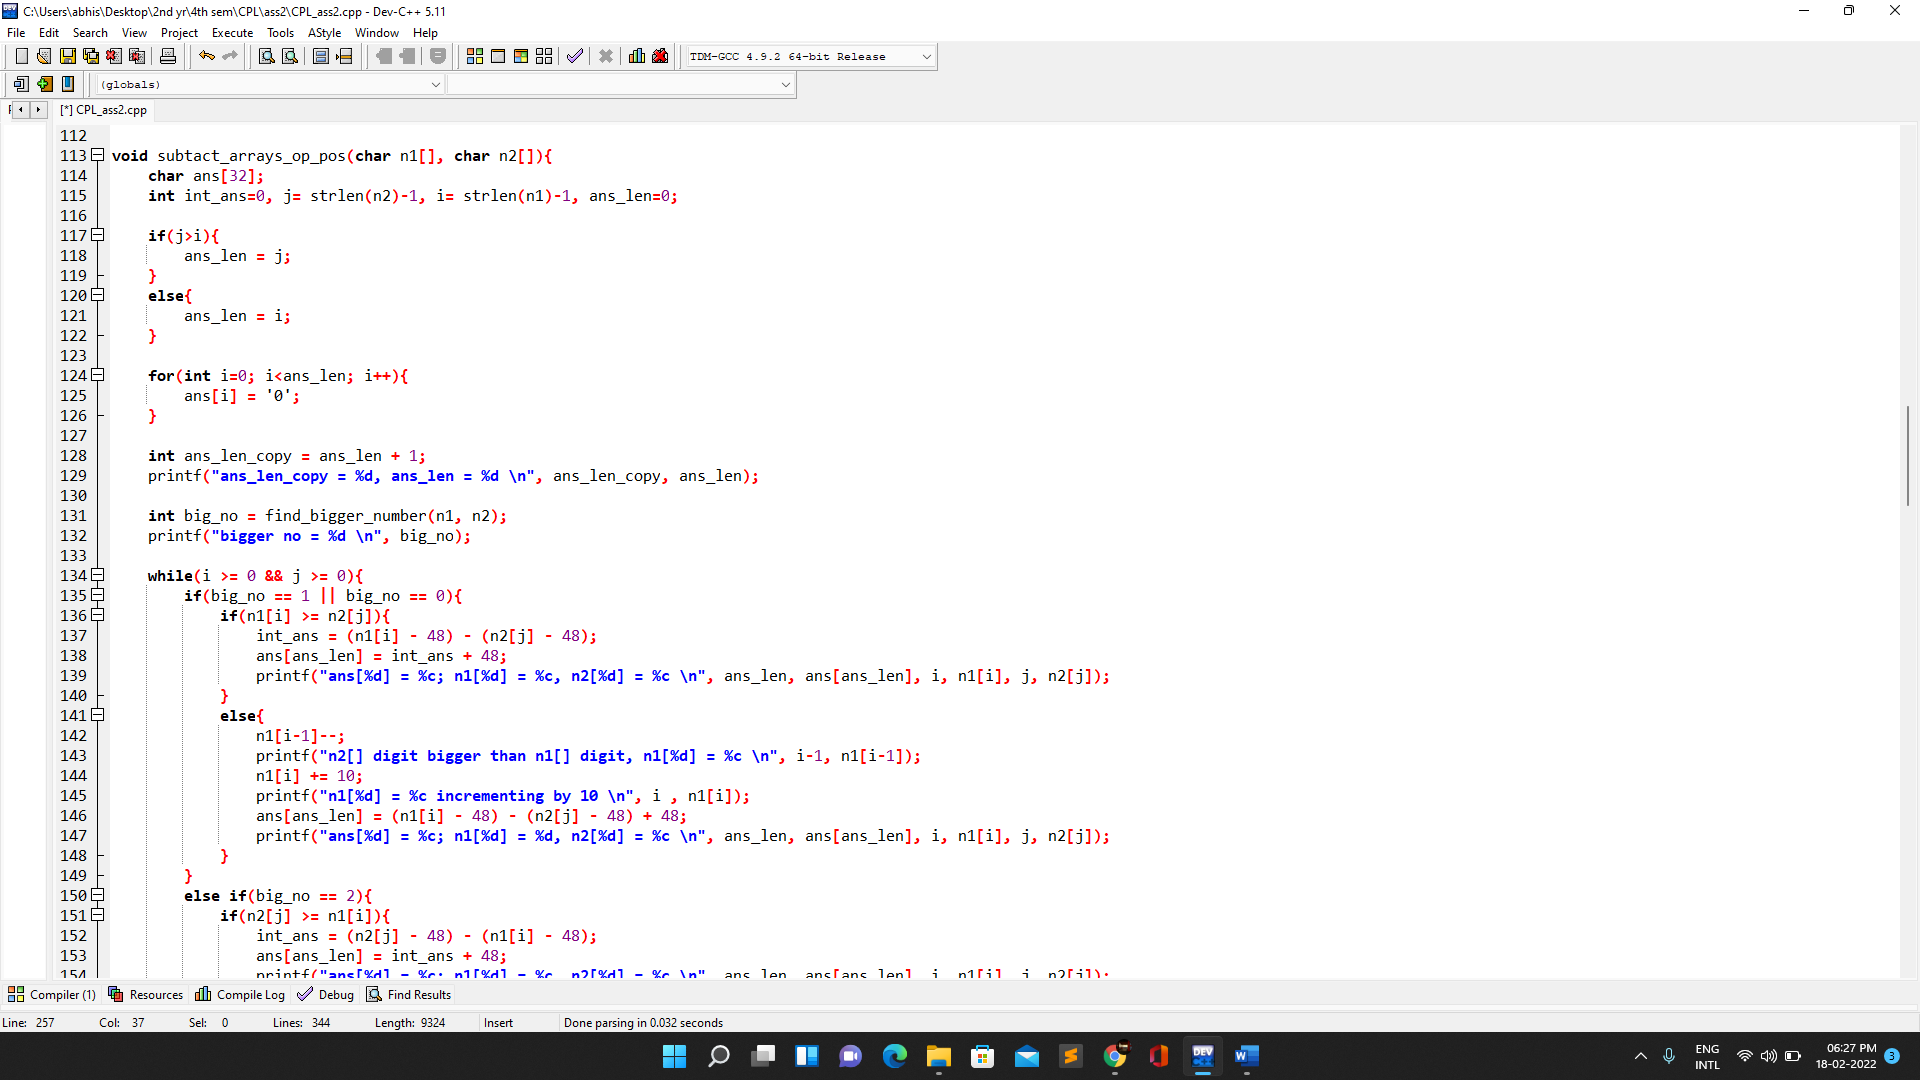 C:\Users\abhis\Desktop\2nd yr\4th sem\CPL\ass2\CPL_ass2.cpp - Dev-C++ 5.11
File Edit Search View Project Execute Tools AStyle Window Help
TDM-GCC 4.9.2 64-bit Release
(globals)
[*] CPL_ass2.cpp
112
113 void subtact_arrays_op_pos(char n1[], char n2[]){
114     char ans[32];
115     int int_ans=0, j= strlen(n2)-1, i= strlen(n1)-1, ans_len=0;
116
117     if(j>i){
118         ans_len = j;
119     }
120     else{
121         ans_len = i;
122     }
123
124     for(int i=0; i<ans_len; i++){
125         ans[i] = '0';
126     }
127
128     int ans_len_copy = ans_len + 1;
129     printf("ans_len_copy = %d, ans_len = %d \n", ans_len_copy, ans_len);
130
131     int big_no = find_bigger_number(n1, n2);
132     printf("bigger no = %d \n", big_no);
133
134     while(i >= 0 && j >= 0){
135         if(big_no == 1 || big_no == 0){
136             if(n1[i] >= n2[j]){
137                 int_ans = (n1[i] - 48) - (n2[j] - 48);
138                 ans[ans_len] = int_ans + 48;
139                 printf("ans[%d] = %c; n1[%d] = %c, n2[%d] = %c \n", ans_len, ans[ans_len], i, n1[i], j, n2[j]);
140             }
141             else{
142                 n1[i-1]--;
143                 printf("n2[] digit bigger than n1[] digit, n1[%d] = %c \n", i-1, n1[i-1]);
144                 n1[i] += 10;
145                 printf("n1[%d] = %c incrementing by 10 \n", i , n1[i]);
146                 ans[ans_len] = (n1[i] - 48) - (n2[j] - 48) + 48;
147                 printf("ans[%d] = %c; n1[%d] = %d, n2[%d] = %c \n", ans_len, ans[ans_len], i, n1[i], j, n2[j]);
148             }
149         }
150         else if(big_no == 2){
151             if(n2[j] >= n1[i]){
152                 int_ans = (n2[j] - 48) - (n1[i] - 48);
153                 ans[ans_len] = int_ans + 48;
154                 printf("ans[%d] = %c; n1[%d] = %c, n2[%d] = %c \n", ans_len, ans[ans_len], i, n1[i], j, n2[j]);
Compiler (1) Resources Compile Log Debug Find Results
Line: 257 Col: 37 Sel: 0 Lines: 344 Length: 9324 Insert Done parsing in 0.032 seconds
ENG
INTL
06:27 PM
18-02-2022
3